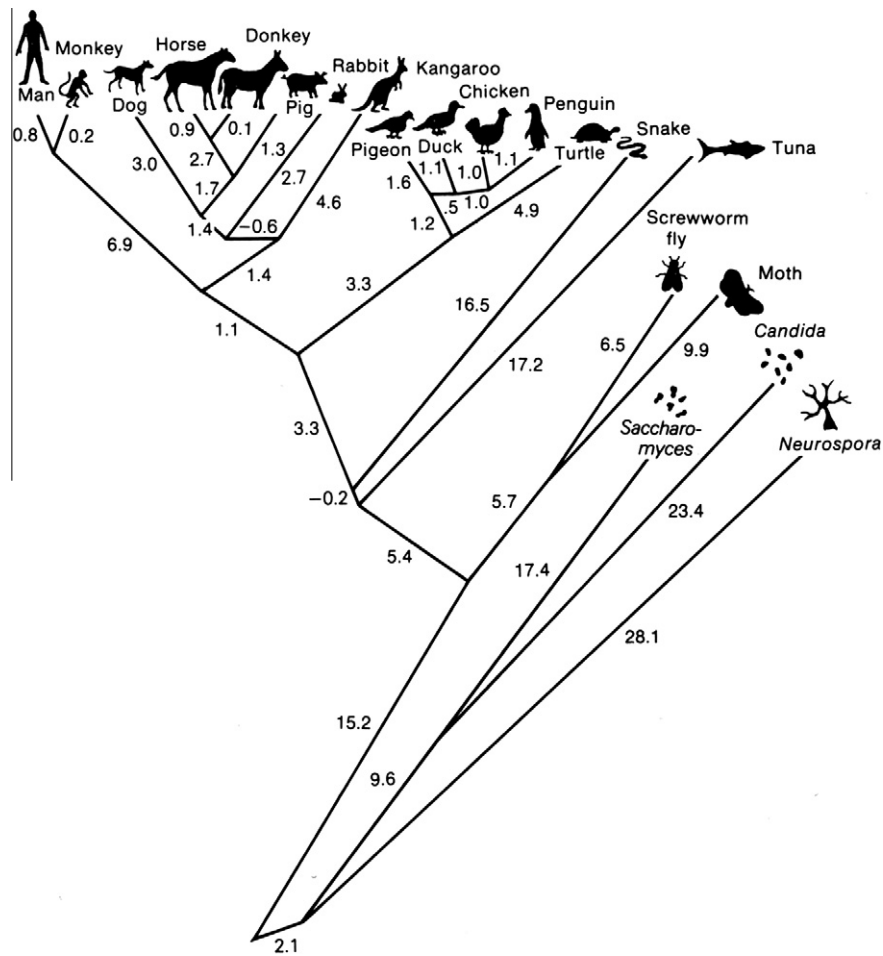 Monkey
Horse
Donkey
Rabbit
Kangaroo
Man
Dog
Pig
Chicken
Penguin
Pigeon
Duck
Turtle
Snake
Tuna
0.8
0.2
0.9
0.1
3.0
2.7
1.3
1.7
2.7
1.4
−0.6
4.6
1.6
1.1
1.0
1.1
.5
1.0
1.2
4.9
6.9
1.4
3.3
1.1
16.5
17.2
Screwworm
fly
Moth
6.5
9.9
Candida
Saccharo-
myces
Neurospora
3.3
−0.2
5.4
5.7
17.4
23.4
28.1
15.2
9.6
2.1